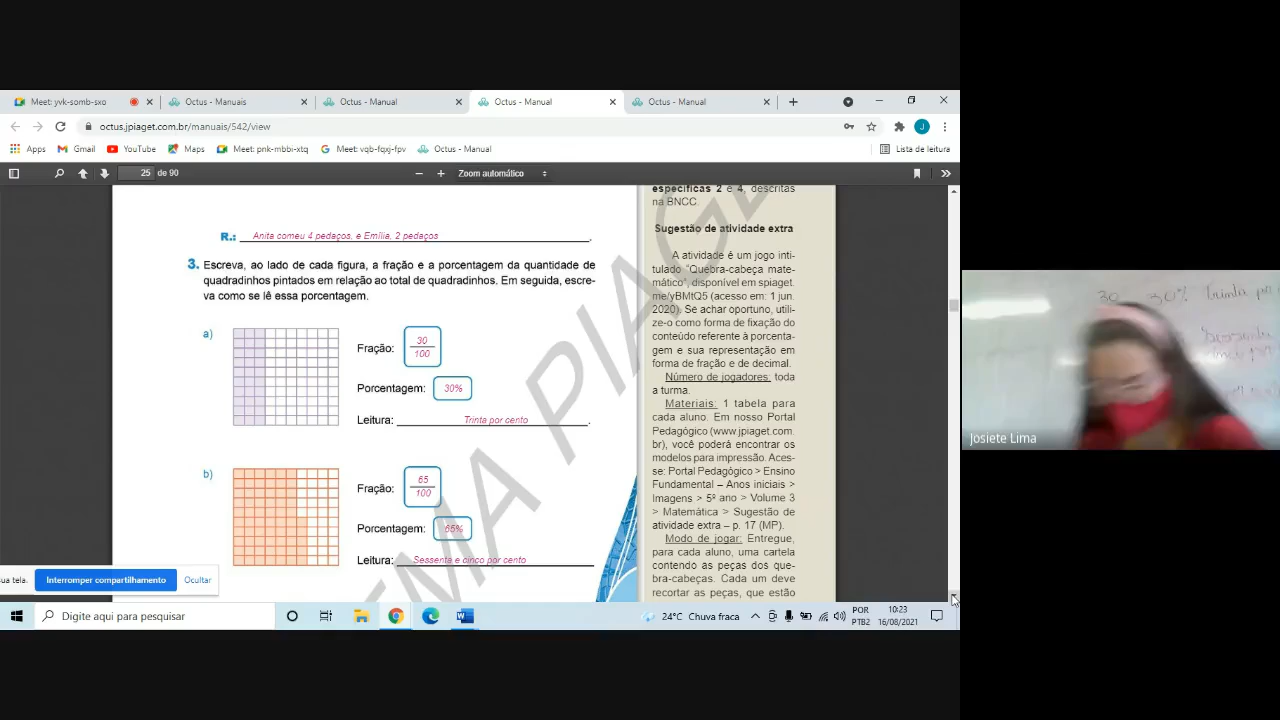 Meet: yvk-somb-sxo
Octus - Manuais
Octus - Manual
Octus - Manual
Octus - Manual
octus.jpiaget.com.br/manuais/542/view
Apps
Gmail
YouTube
Maps
Meet: pnk-mbbi-xtq
Meet: vqb-fqxj-fpv
Octus - Manual
Lista de leitura
25 de 90
Zoom automático
R.: Anita comeu 4 pedaços, e Emília, 2 pedaços.
3. Escreva, ao lado de cada figura, a fração e a porcentagem da quantidade de
quadradinhos pintados em relação ao total de quadradinhos. Em seguida, escre-
va como se lê essa porcentagem.
a)
Fração: 30/100
Porcentagem: 30%
Leitura: Trinta por cento.
b)
Fração: 65/100
Porcentagem: 65%
Leitura: Sessenta e cinco por cento
específicas 2 e 4, descritas
na BNCC.
Sugestão de atividade extra
A atividade é um jogo inti-
tulado "Quebra-cabeça mate-
mático", disponível em spiaget.
me/yBMtQ5 (acesso em: 1 jun.
2020). Se achar oportuno, utili-
ze-o como forma de fixação do
conteúdo referente à porcenta-
gem e sua representação em
forma de fração e de decimal.
Número de jogadores: toda
a turma.
Materiais: 1 tabela para
cada aluno. Em nosso Portal
Pedagógico (www.jpiaget.com.
br), você poderá encontrar os
modelos para impressão. Aces-
se: Portal Pedagógico > Ensino
Fundamental – Anos iniciais >
Imagens > 5º ano > Volume 3
> Matemática > Sugestão de
atividade extra – p. 17 (MP).
Modo de jogar: Entregue,
para cada aluno, uma cartela
contendo as peças dos que-
bra-cabeças. Cada um deve
recortar as peças, que estão
EMA PIAGE
sua tela.
Interromper compartilhamento
Ocultar
Digite aqui para pesquisar
24°C Chuva fraca
POR
PTB2
10:23
16/08/2021
30 30% Trinta por
Josiete Lima